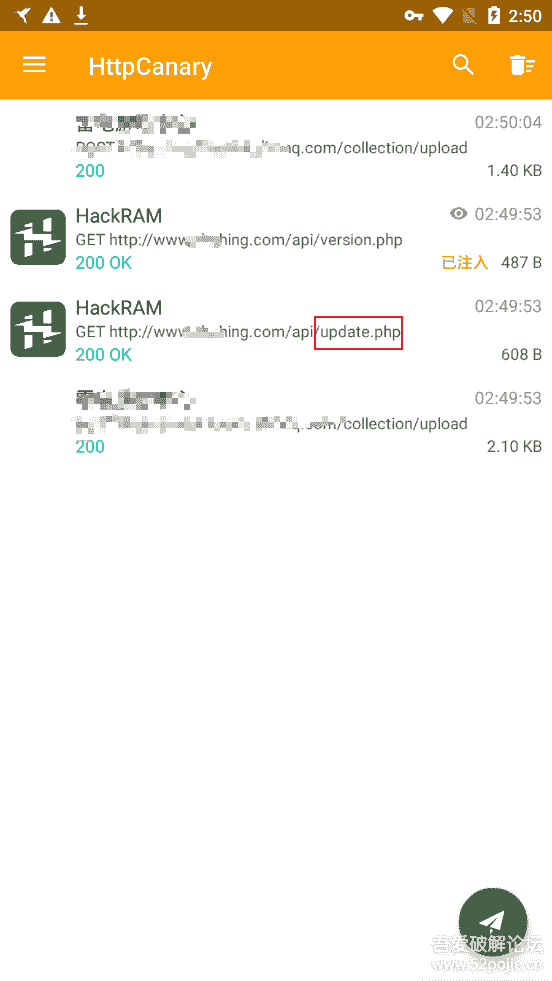 2:50
HttpCanary
02:50:04
q.com/collection/upload
200
1.40 KB
HackRAM
02:49:53
GET http://www hing.com/api/version.php
200 OK
已注入
487 B
HackRAM
02:49:53
GET http://www hing.com/api/update.php
200 OK
608 B
02:49:53
.com/collection/upload
200
2.10 KB
吾爱破解论坛
www.52pojie.cn